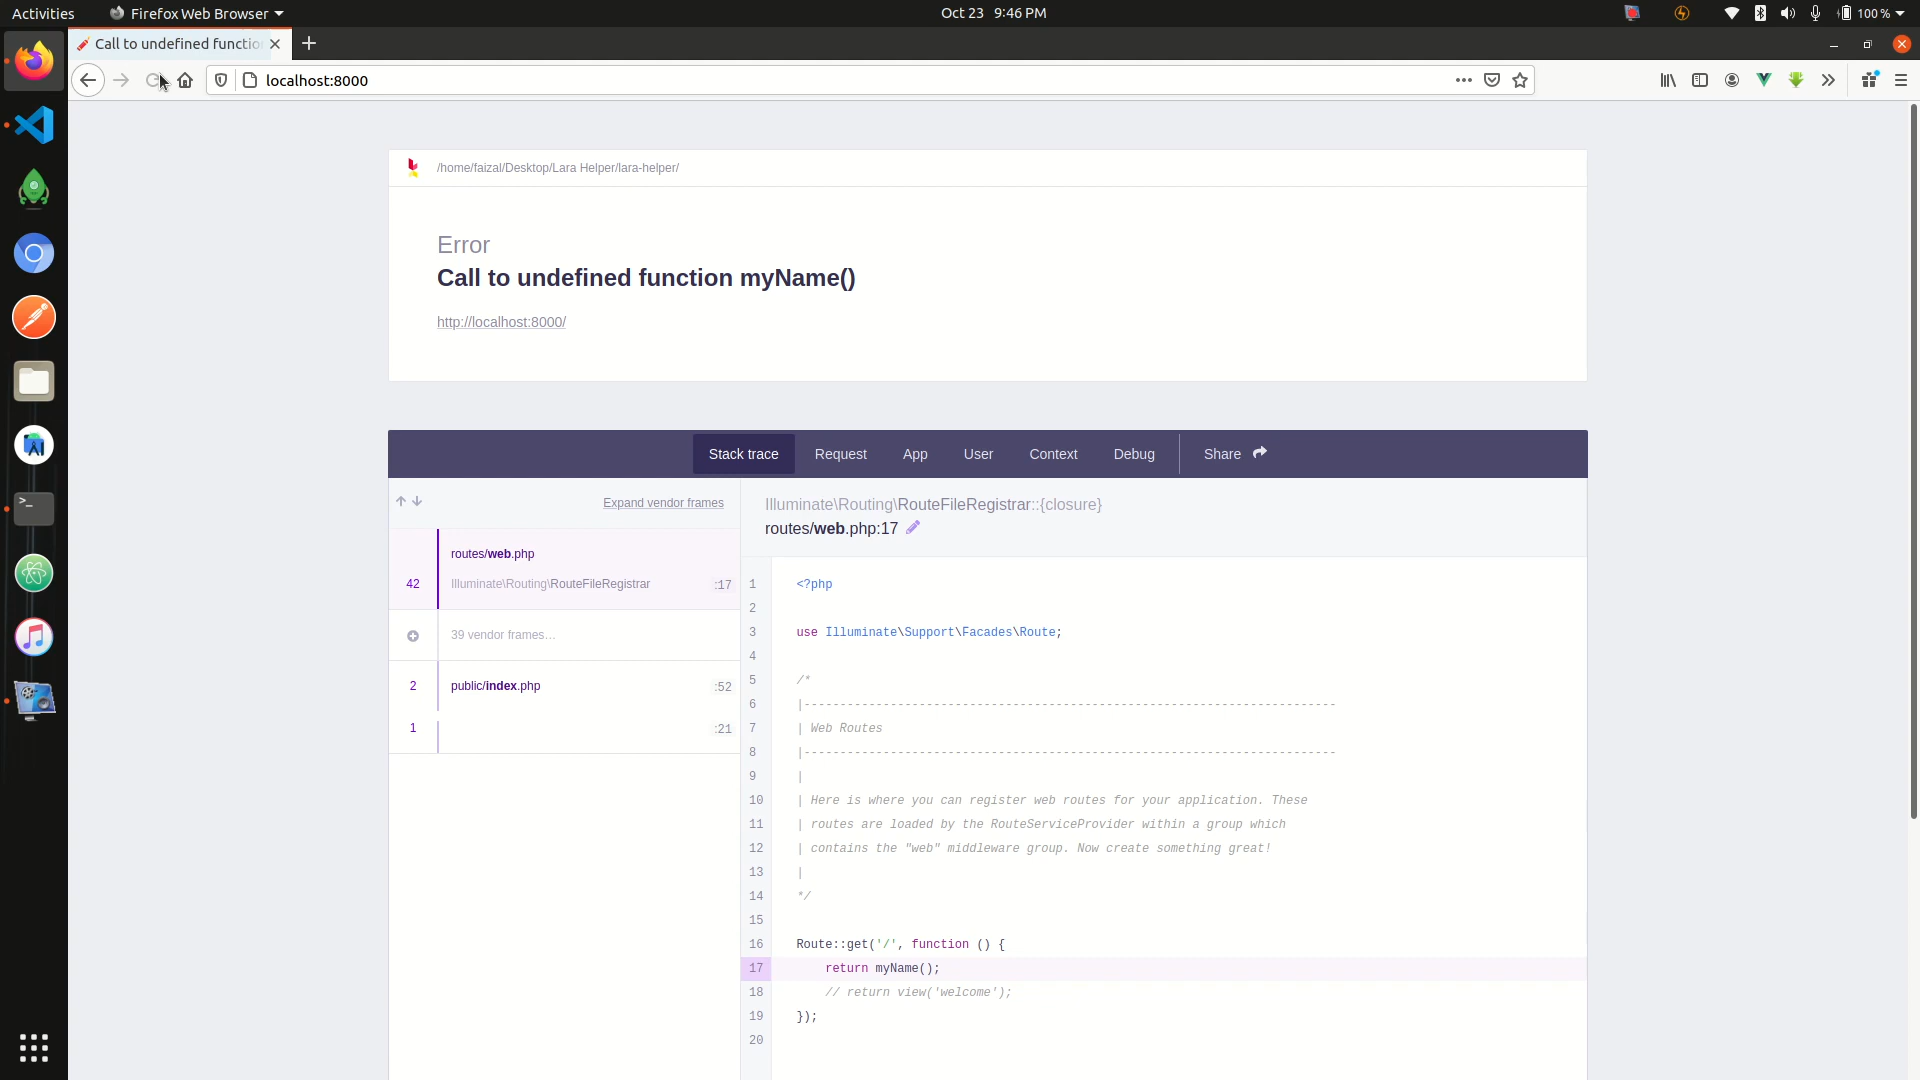 Activities
Firefox Web Browser
Oct 23 9:46 PM
100 %
Call to undefined functio
localhost:8000
/home/faizal/Desktop/Lara Helper/lara-helper/
Error
Call to undefined function myName()
http://localhost:8000/
Stack trace
Request
App
User
Context
Debug
Share
Expand vendor frames
routes/web.php
42
Illuminate\Routing\RouteFileRegistrar
:17
39 vendor frames…
2
public/index.php
:52
1
:21
Illuminate\Routing\RouteFileRegistrar::{closure}
routes/web.php:17
1 <?php
2
3 use Illuminate\Support\Facades\Route;
4
5 /*
6 |--------------------------------------------------------------------------
7 | Web Routes
8 |--------------------------------------------------------------------------
9 |
10 | Here is where you can register web routes for your application. These
11 | routes are loaded by the RouteServiceProvider within a group which
12 | contains the "web" middleware group. Now create something great!
13 |
14 */
15
16 Route::get('/', function () {
17 return myName();
18 // return view('welcome');
19 });
20